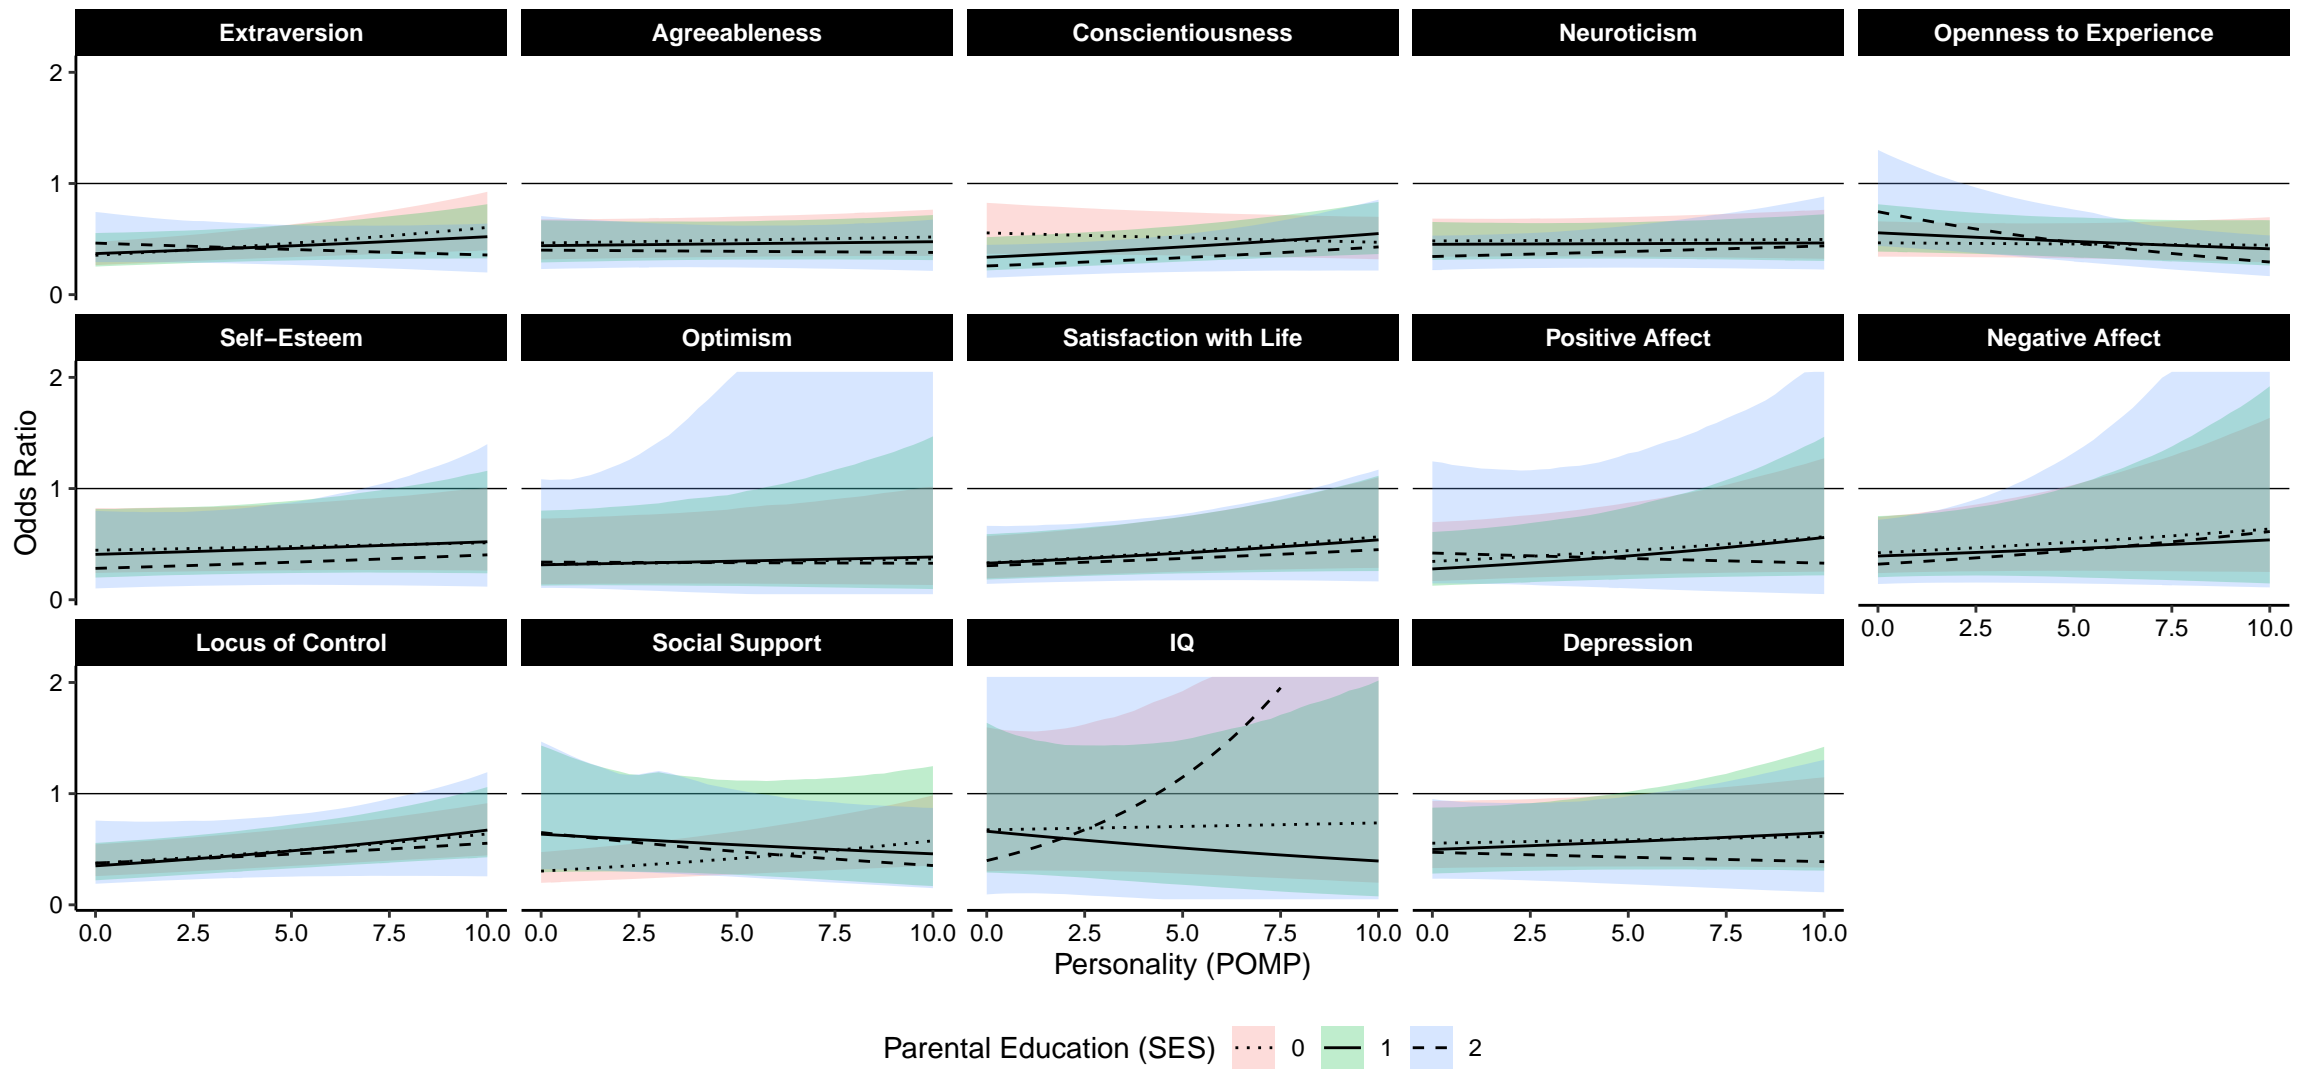 Extraversion Agreeableness Conscientiousness Neuroticism Openness to Experience
2
1
0
Self−Esteem Optimism Satisfaction with Life Positive Affect Negative Affect
2
1
0
0.0 2.5 5.0 7.5 10.0
Odds Ratio
Locus of Control Social Support IQ Depression
2
1
0
0.0 2.5 5.0 7.5 10.0 0.0 2.5 5.0 7.5 10.0 0.0 2.5 5.0 7.5 10.0 0.0 2.5 5.0 7.5 10.0
Personality (POMP)
Parental Education (SES) 0 1 2